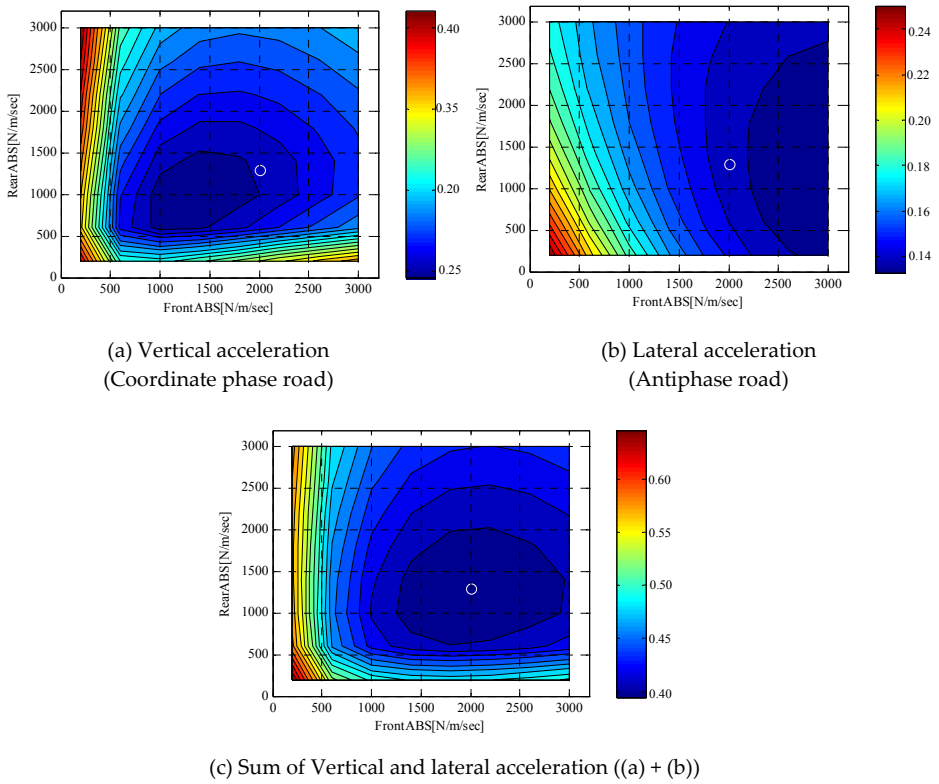 3000
2500
2000
1500
1000
500
0
RearABS[N/m/sec]
0 500 1000 1500 2000 2500 3000
FrontABS[N/m/sec]
0.40
0.35
0.20
0.25
3000
2500
2000
1500
1000
500
0
RearABS[N/m/sec]
0 500 1000 1500 2000 2500 3000
FrontABS[N/m/sec]
0.24
0.22
0.20
0.18
0.16
0.14
(a) Vertical acceleration
(Coordinate phase road)
(b) Lateral acceleration
(Antiphase road)
3000
2500
2000
1500
1000
500
0
RearABS[N/m/sec]
0 500 1000 1500 2000 2500 3000
FrontABS[N/m/sec]
0.60
0.55
0.50
0.45
0.40
(c) Sum of Vertical and lateral acceleration ((a) + (b))